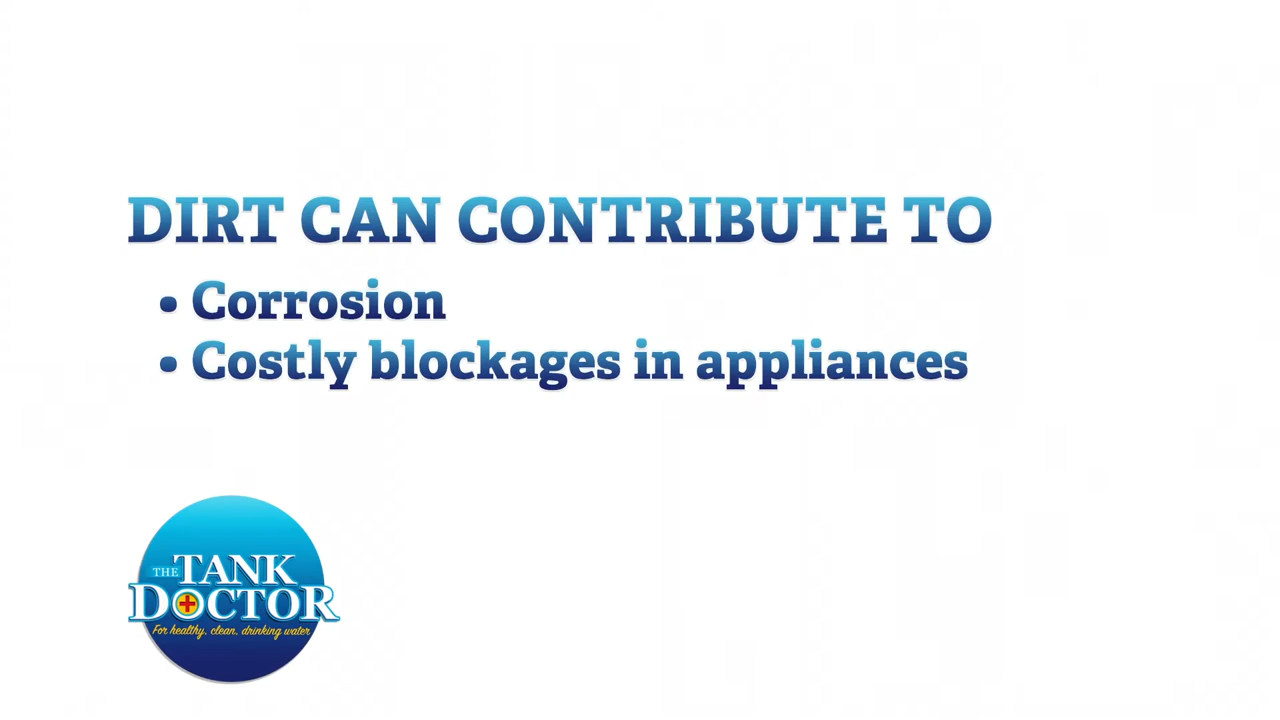 DIRT CAN CONTRIBUTE TO
• Corrosion
• Costly blockages in appliances
THE TANK
DOCTOR
For healthy, clean, drinking water